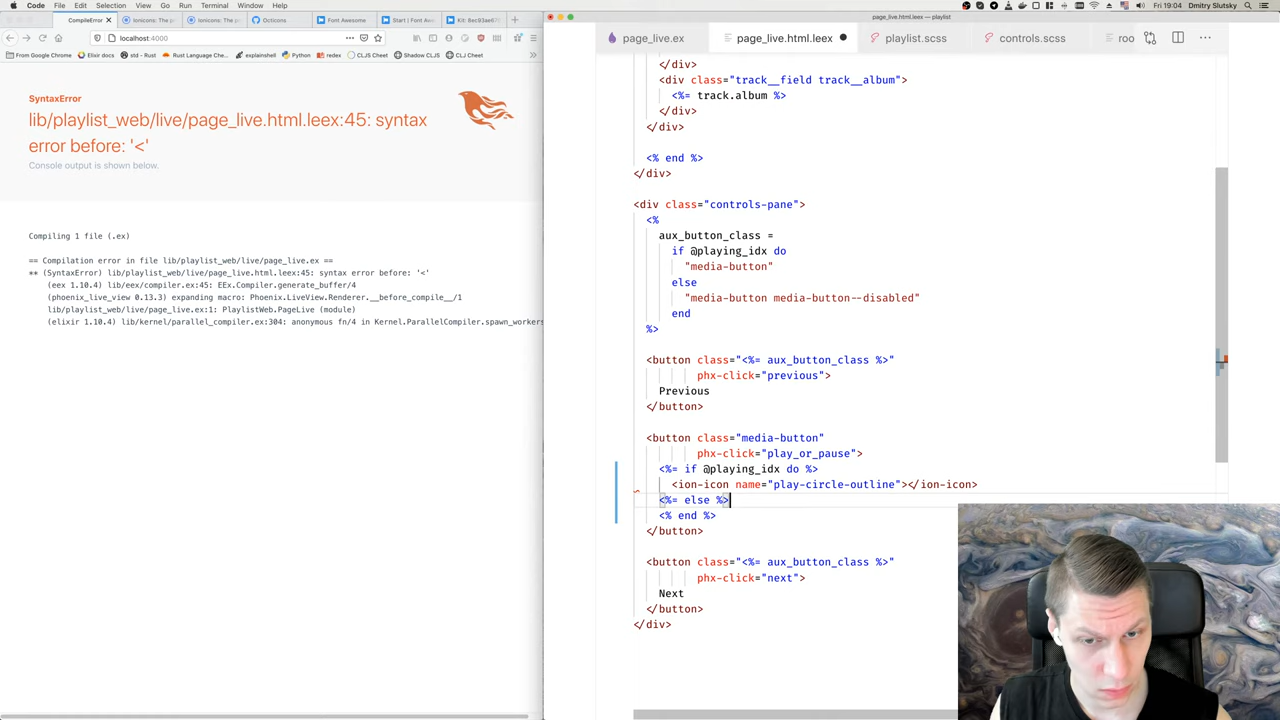 Code File Edit Selection View Go Run Terminal Window Help
Fri 19:04 Dmitry Slutsky
CompileError
Ionicons: The p
Ionicons: The p
Octicons
Font Awesome
Start | Font Aw
Kit: 8ec93ae67
localhost:4000
From Google Chrome
Elixir docs
std - Rust
Rust Language Che
explainshell
Python
redex
CLJS Cheet
Shadow CLJS
CLJ Cheet
SyntaxError
lib/playlist_web/live/page_live.html.leex:45: syntax
error before: '<'
Console output is shown below.
Compiling 1 file (.ex)
== Compilation error in file lib/playlist_web/live/page_live.ex ==
** (SyntaxError) lib/playlist_web/live/page_live.html.leex:45: syntax error before: '<'
(eex 1.10.4) lib/eex/compiler.ex:45: EEx.Compiler.generate_buffer/4
(phoenix_live_view 0.13.3) expanding macro: Phoenix.LiveView.Renderer.__before_compile__/1
lib/playlist_web/live/page_live.ex:1: PlaylistWeb.PageLive (module)
(elixir 1.10.4) lib/kernel/parallel_compiler.ex:304: anonymous fn/4 in Kernel.ParallelCompiler.spawn_workers
page_live.html.leex — playlist
page_live.ex
page_live.html.leex
playlist.scss
controls.scss
roo
</div>
<div class="track__field track__album">
<%= track.album %>
</div>
</div>
<% end %>
</div>
<div class="controls-pane">
<%
aux_button_class =
if @playing_idx do
"media-button"
else
"media-button media-button--disabled"
end
%>
<button class="<%= aux_button_class %>"
phx-click="previous">
Previous
</button>
<button class="media-button"
phx-click="play_or_pause">
<%= if @playing_idx do %>
<ion-icon name="play-circle-outline"></ion-icon>
<%= else %>
<% end %>
</button>
<button class="<%= aux_button_class %>"
phx-click="next">
Next
</button>
</div>